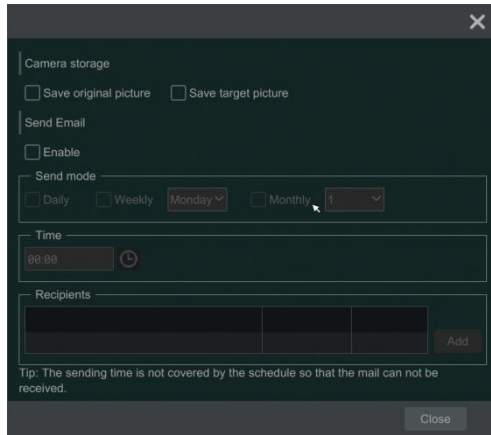 Camera storage
Save original picture Save target picture
Send Email
Enable
Send mode
Daily Weekly Monday Monthly 1
Time
00:00
Recipients
Add
Tip: The sending time is not covered by the schedule so that the mail can not be
received.
Close